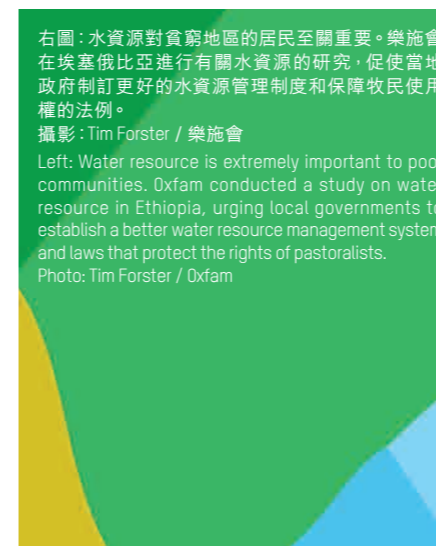 右圖：水資源對貧窮地區的居民至關重要。樂施會
在埃塞俄比亞進行有關水資源的研究，促使當地
政府制訂更好的水資源管理制度和保障牧民使用
權的法例。
攝影：Tim Forster / 樂施會
Left: Water resource is extremely important to poo
communities. Oxfam conducted a study on wate
resource in Ethiopia, urging local governments t
establish a better water resource management system
and laws that protect the rights of pastoralists.
Photo: Tim Forster / Oxfam